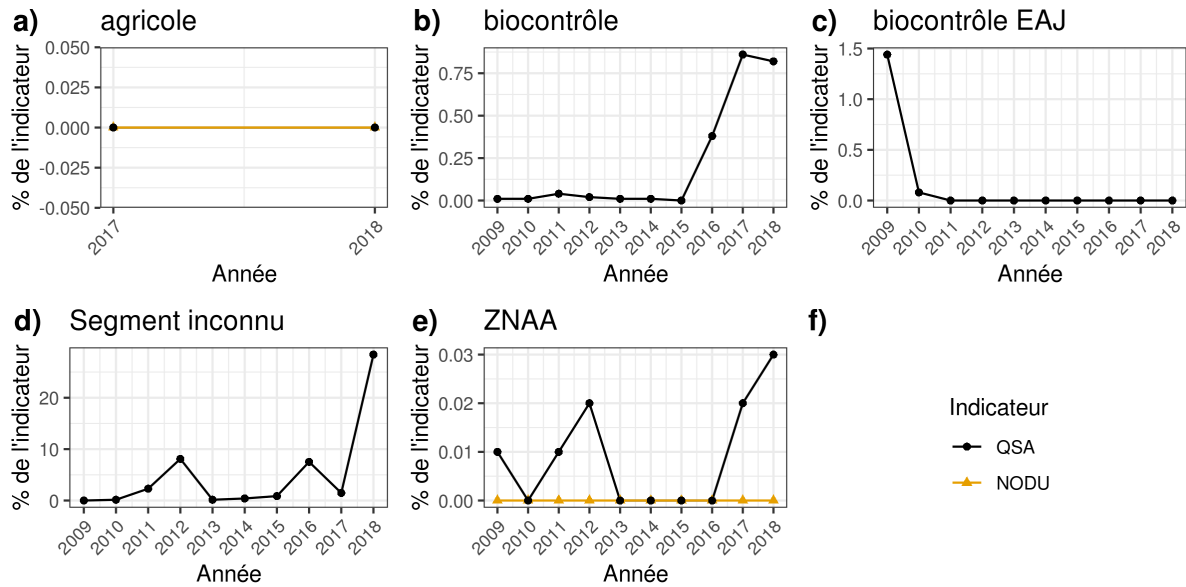 a) agricole
% de l'indicateur
0.050
0.025
0.000
-0.025
-0.050
2017 2018
Année
b) biocontrôle
% de l'indicateur
0.75
0.50
0.25
0.00
2009 2010 2011 2012 2013 2014 2015 2016 2017 2018
Année
c) biocontrôle EAJ
% de l'indicateur
1.5
1.0
0.5
0.0
2009 2010 2011 2012 2013 2014 2015 2016 2017 2018
Année
d) Segment inconnu
% de l'indicateur
20
10
0
2009 2010 2011 2012 2013 2014 2015 2016 2017 2018
Année
e) ZNAA
% de l'indicateur
0.03
0.02
0.01
0.00
2009 2010 2011 2012 2013 2014 2015 2016 2017 2018
Année
f)
Indicateur
QSA
NODU